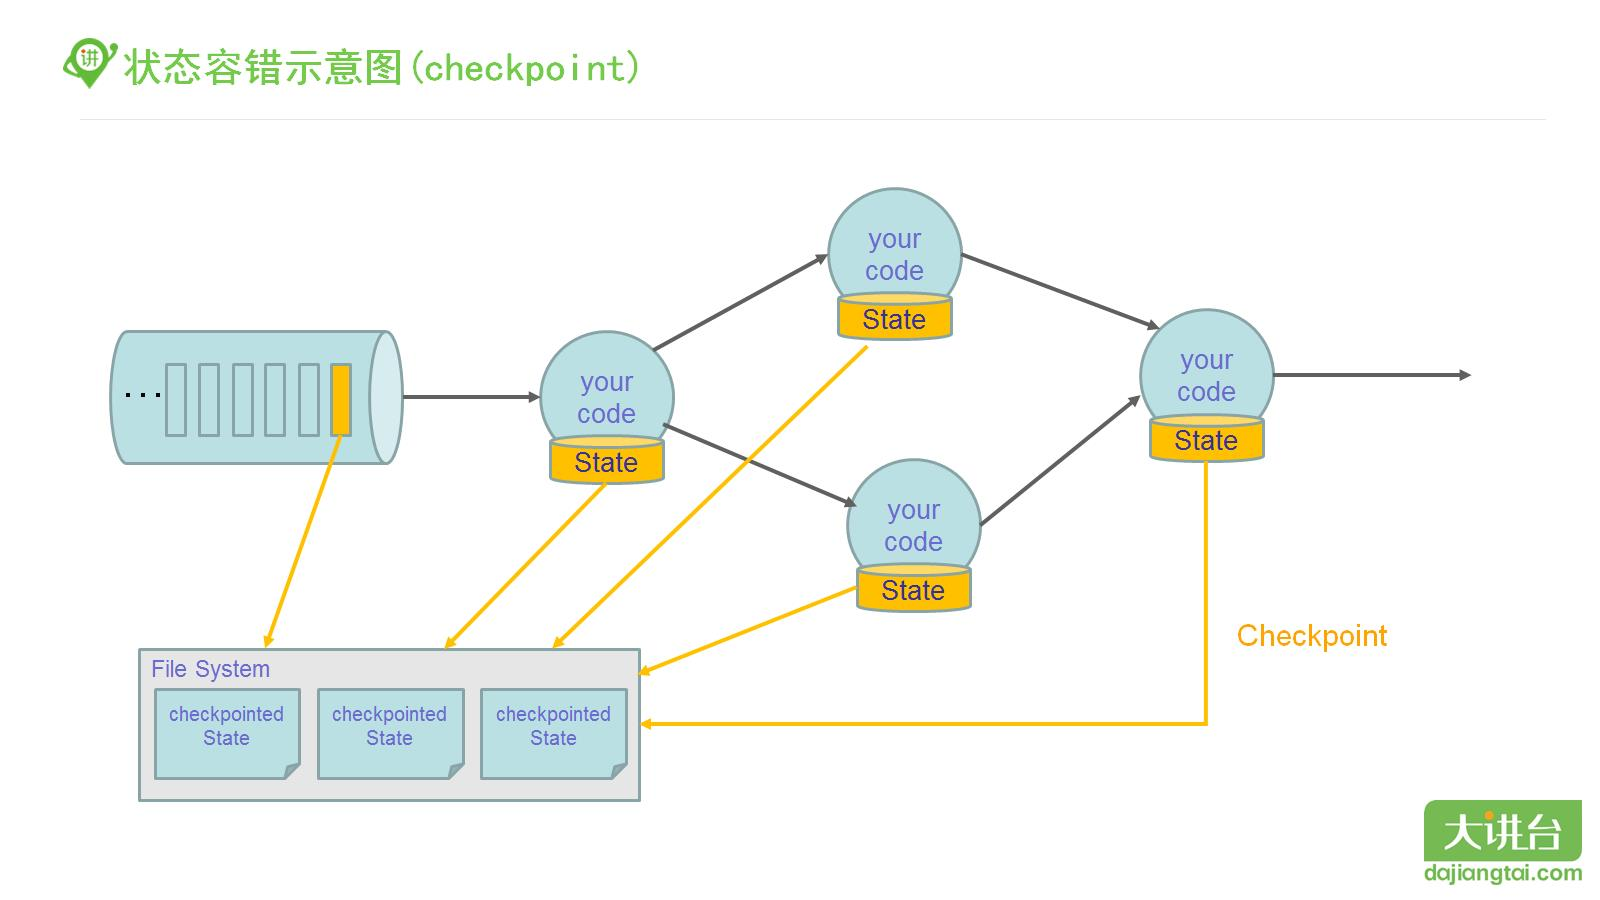 讲
状态容错示意图(checkpoint)
your
code
State
your
code
State
...
your
code
State
your
code
State
Checkpoint
File System
checkpointed
State
checkpointed
State
checkpointed
State
大讲台
dajiangtai.com